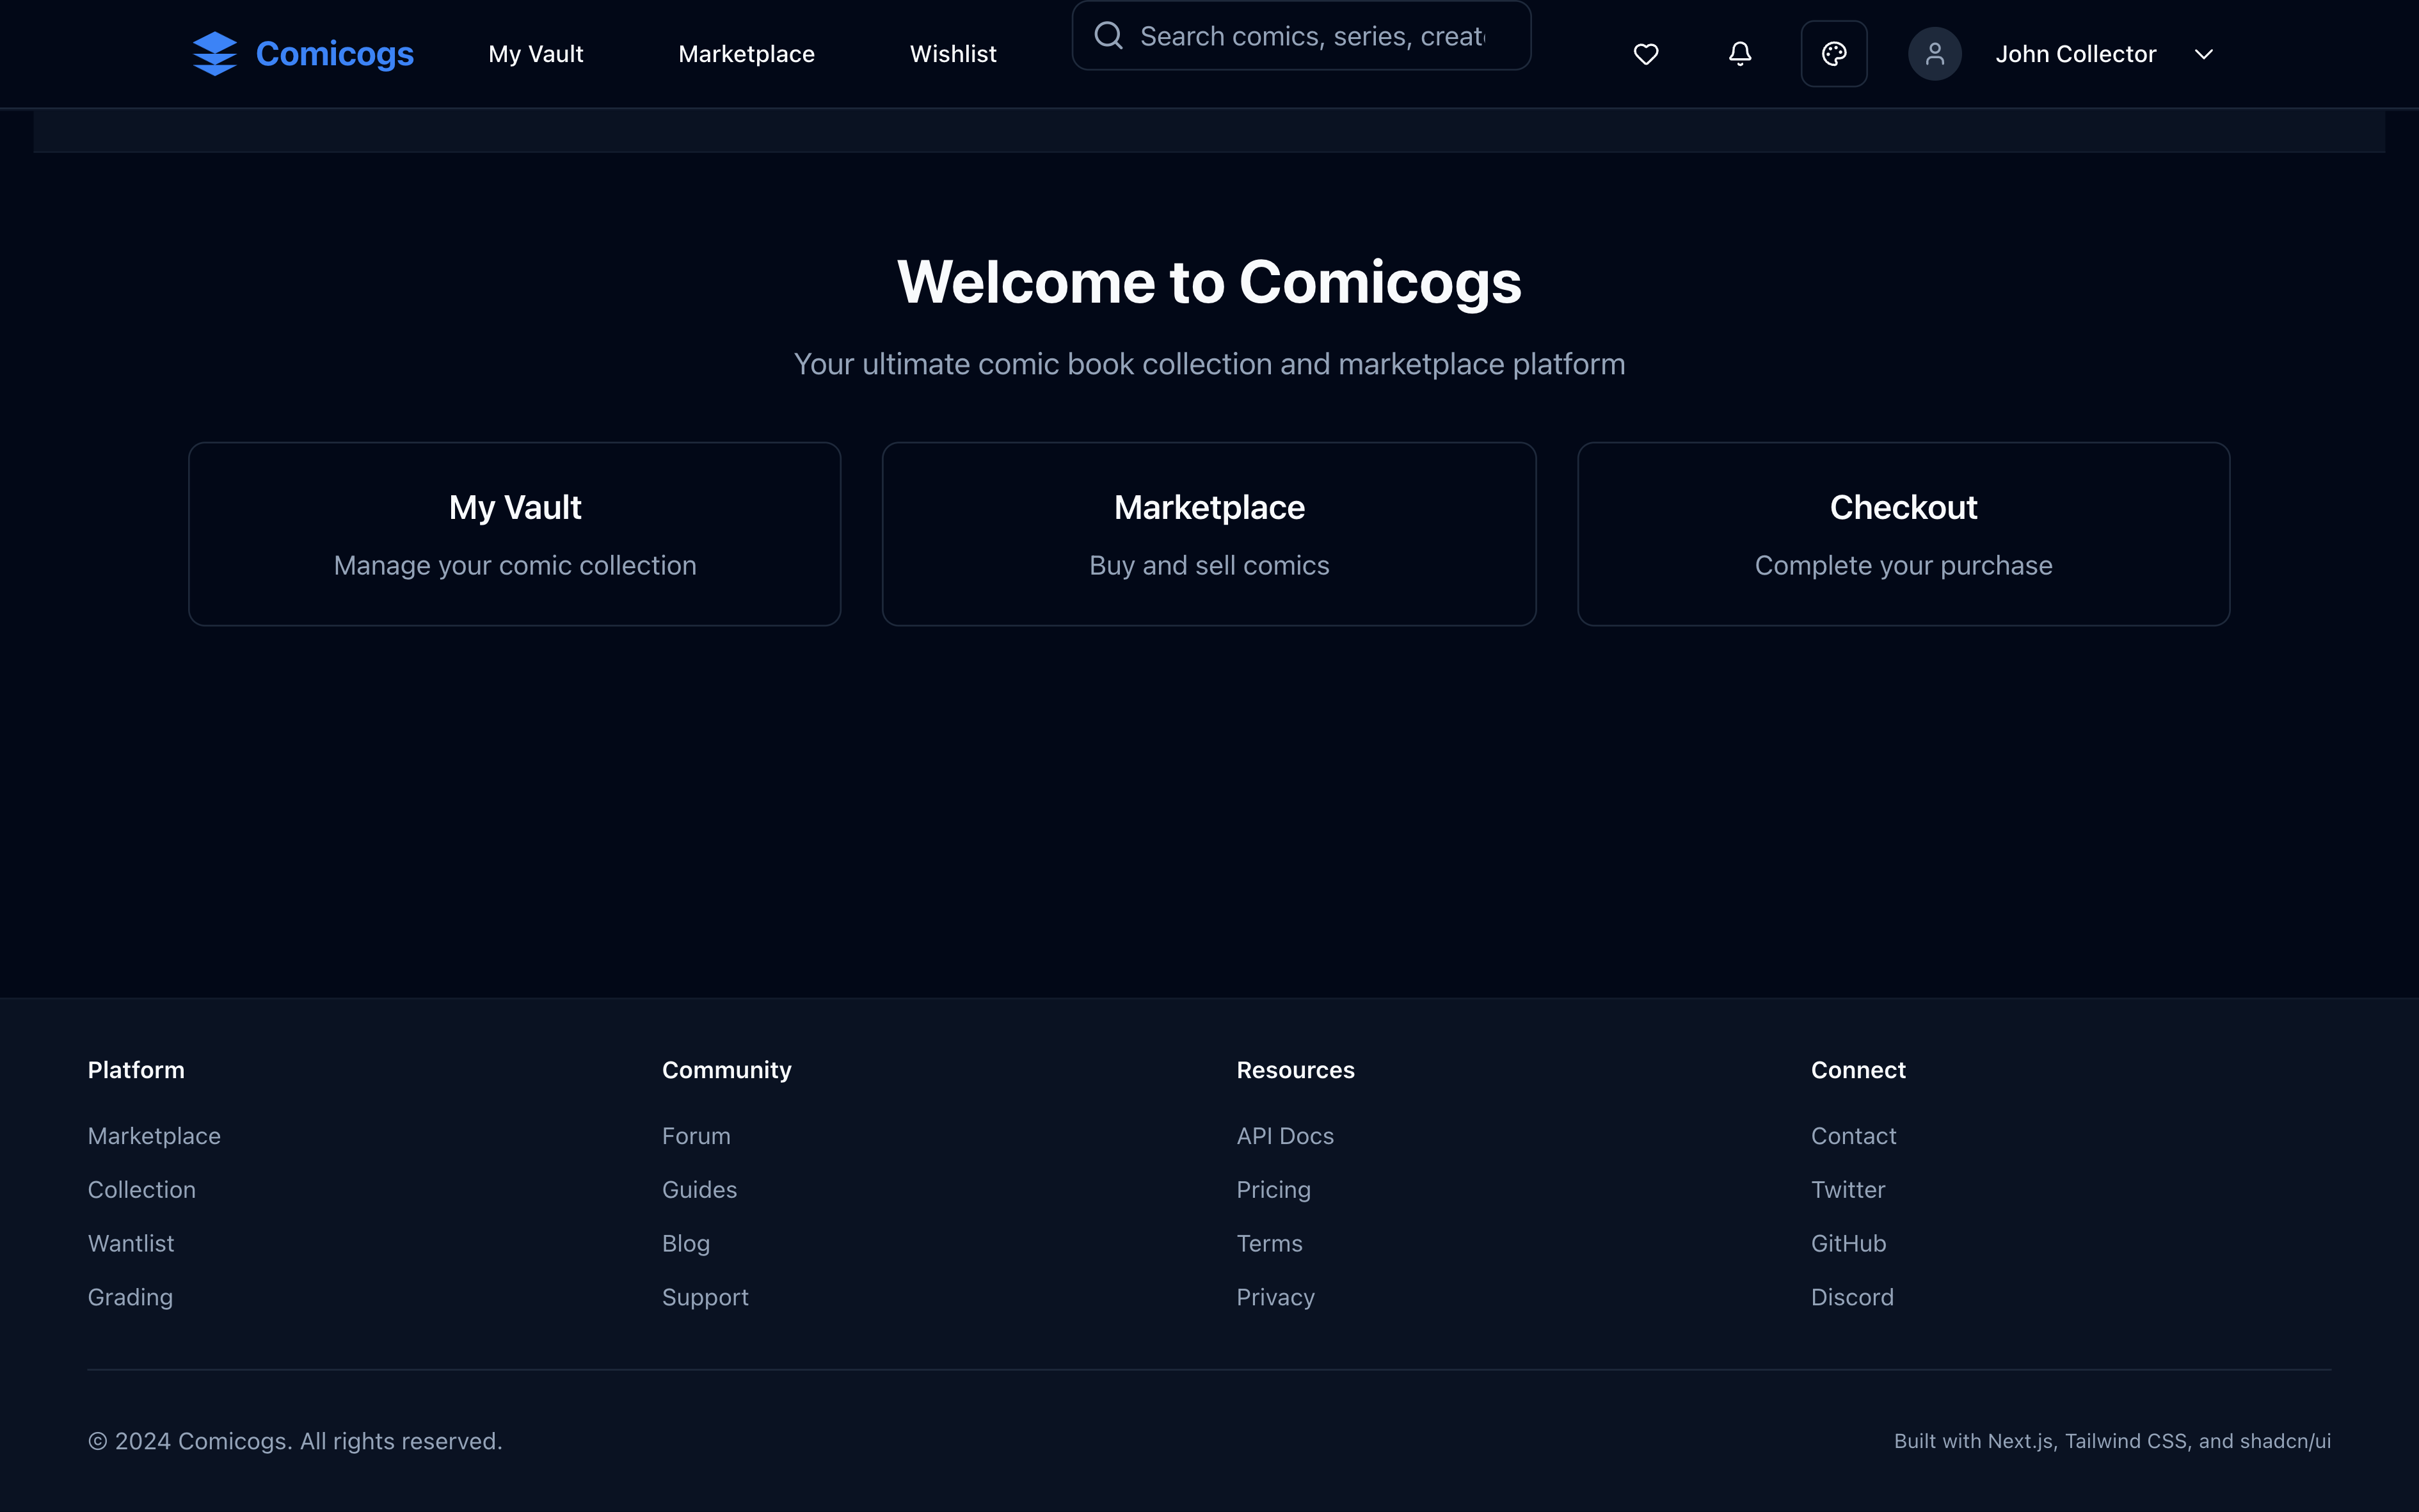 Comicogs
My Vault
Marketplace
Wishlist
Search comics, series, creat
John Collector
Welcome to Comicogs
Your ultimate comic book collection and marketplace platform
My Vault
Manage your comic collection
Marketplace
Buy and sell comics
Checkout
Complete your purchase
Platform
Marketplace
Collection
Wantlist
Grading
Community
Forum
Guides
Blog
Support
Resources
API Docs
Pricing
Terms
Privacy
Connect
Contact
Twitter
GitHub
Discord
© 2024 Comicogs. All rights reserved.
Built with Next.js, Tailwind CSS, and shadcn/ui